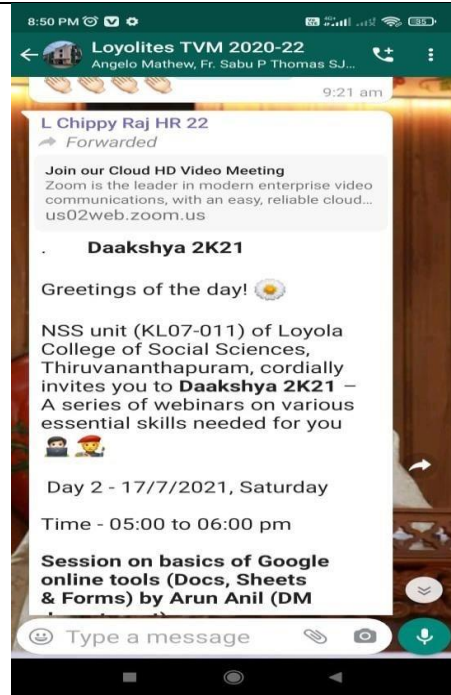 8:50 PM
Loyolites TVM 2020-22
Angelo Mathew, Fr. Sabu P Thomas SJ...
9:21 am
L Chippy Raj HR 22
Forwarded
Join our Cloud HD Video Meeting
Zoom is the leader in modern enterprise video
communications, with an easy, reliable cloud...
us02web.zoom.us
. Daakshya 2K21
Greetings of the day!
NSS unit (KL07-011) of Loyola
College of Social Sciences,
Thiruvananthapuram, cordially
invites you to Daakshya 2K21 –
A series of webinars on various
essential skills needed for you
Day 2 - 17/7/2021, Saturday
Time - 05:00 to 06:00 pm
Session on basics of Google
online tools (Docs, Sheets
& Forms) by Arun Anil (DM
Type a message